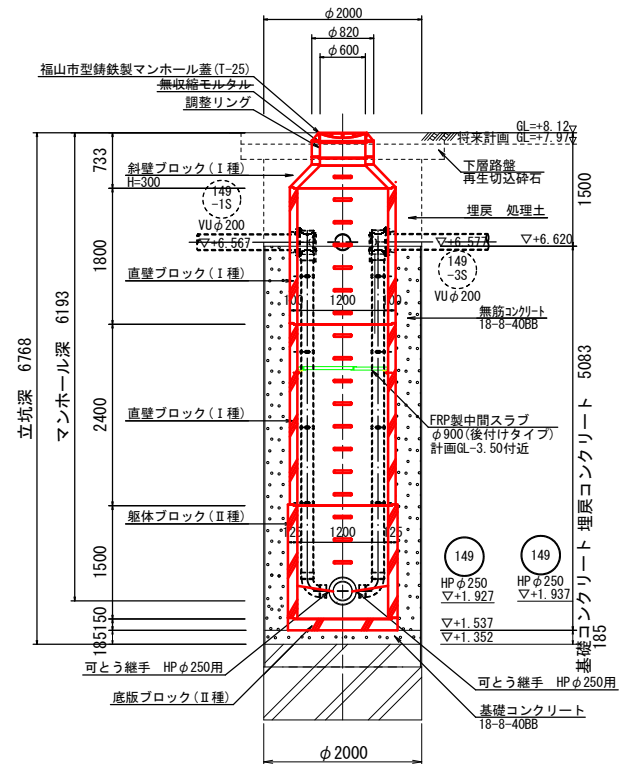 φ2000
φ820
φ600
福山市型鋳鉄製マンホール蓋(T-25)
無収縮モルタル
調整リング
GL=+8.12
将来計画 GL=+7.97
下層路盤
再生切込砕石
斜壁ブロック(Ⅰ種)
H=300
149
-1S
VUφ200
▽+6.567
埋戻 処理土
▽+6.577
▽+6.620
149
-3S
VUφ200
直壁ブロック(Ⅰ種)
100 1200 100
無筋コンクリート
18-8-40BB
FRP製中間スラブ
φ900(後付けタイプ)
計画GL-3.50付近
直壁ブロック(Ⅰ種)
躯体ブロック(Ⅱ種)
125 1200 125
149
HPφ250
▽+1.927
149
HPφ250
▽+1.937
▽+1.537
▽+1.352
可とう継手 HPφ250用
可とう継手 HPφ250用
底版ブロック(Ⅱ種)
基礎コンクリート
18-8-40BB
φ2000
立坑深 6768
マンホール深 6193
733
1800
2400
1500
150
185
1500
埋戻コンクリート 5083
基礎コンクリート 185